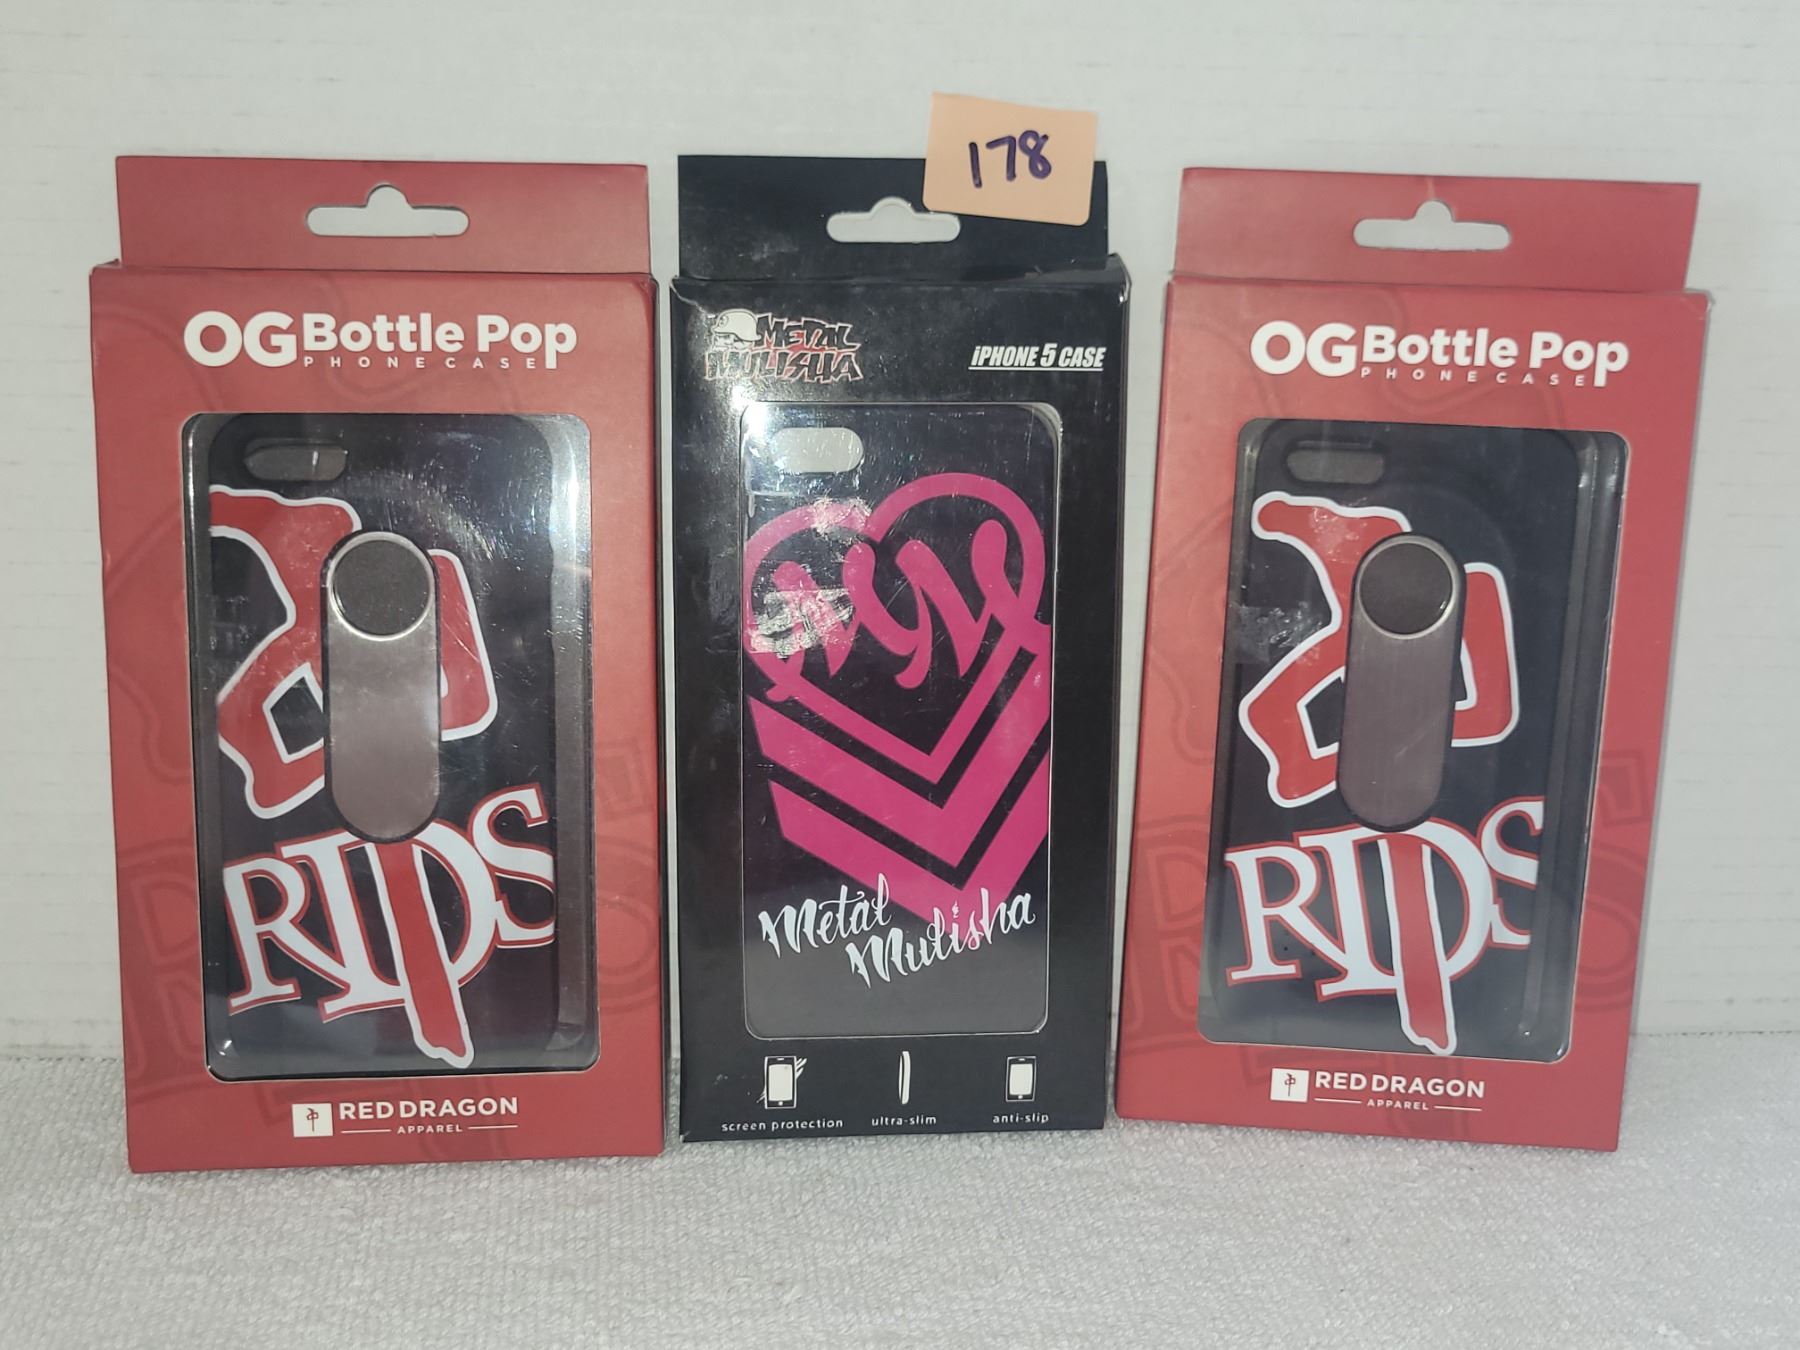 178
OG Bottle Pop
PHONE CASE
RDS
RED DRAGON
APPAREL
METAL
MULISHA
iPHONE 5 CASE
Metal
Mulisha
screen protection
ultra-slim
anti-slip
OG Bottle Pop
PHONE CASE
RDS
RED DRAGON
APPAREL